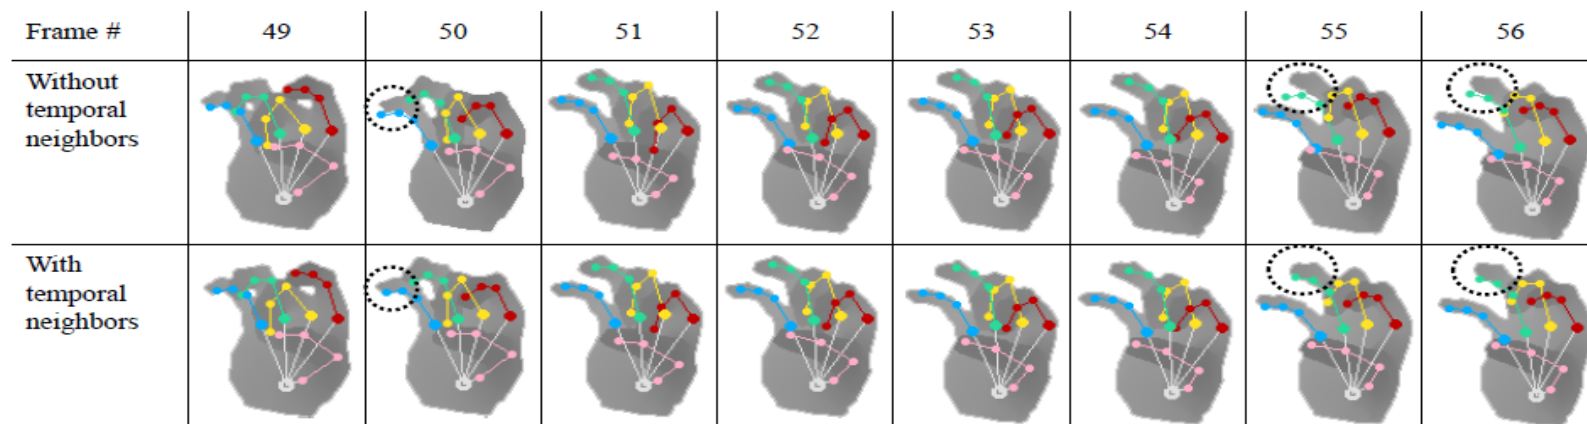 Frame # 49 50 51 52 53 54 55 56
Without
temporal
neighbors
With
temporal
neighbors